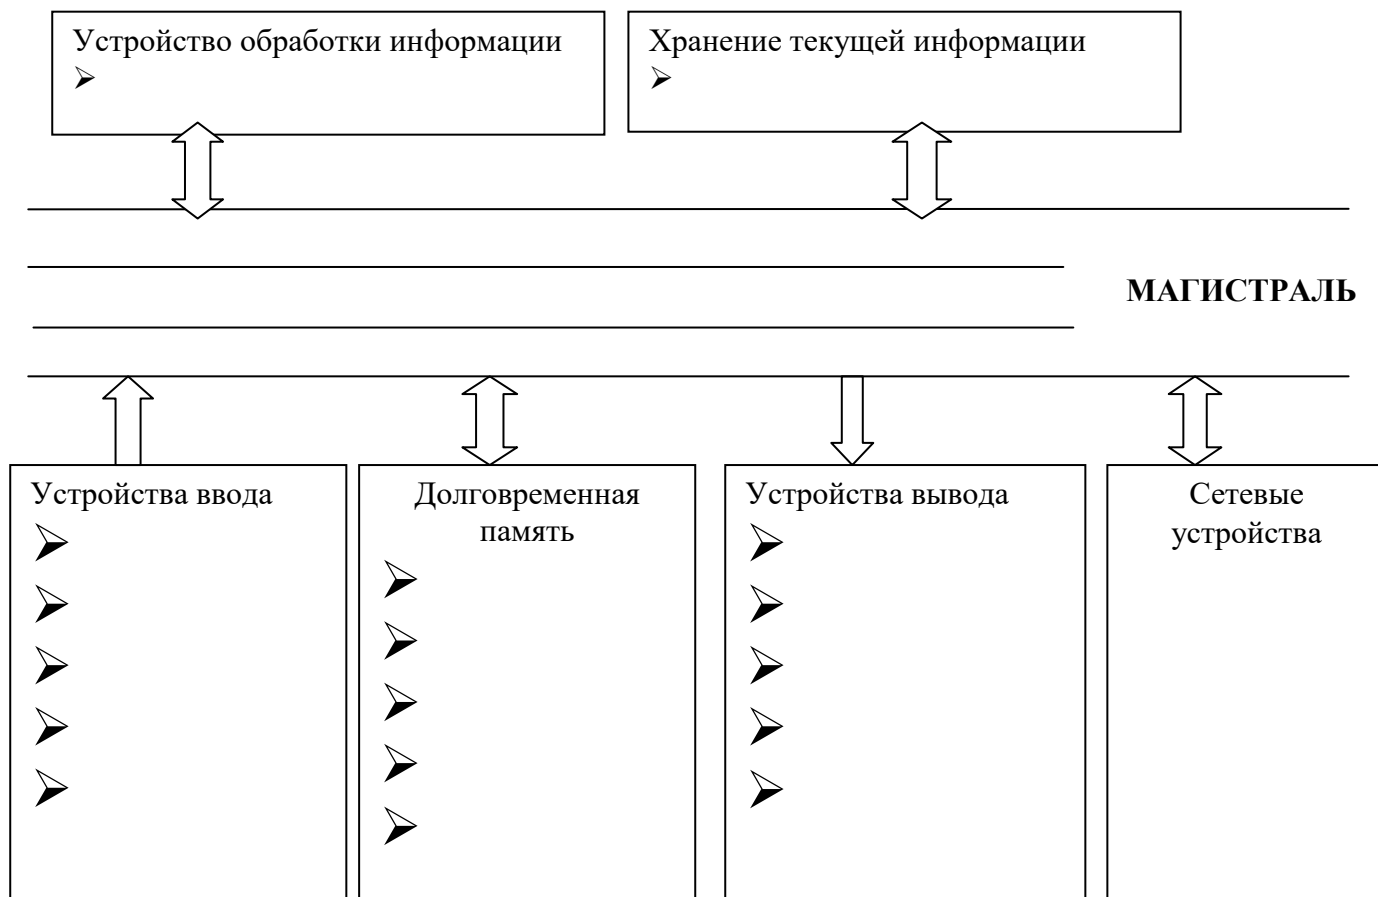 Устройство обработки информации
Хранение текущей информации
МАГИСТРАЛЬ
Устройства ввода
Долговременная
память
Устройства вывода
Сетевые
устройства